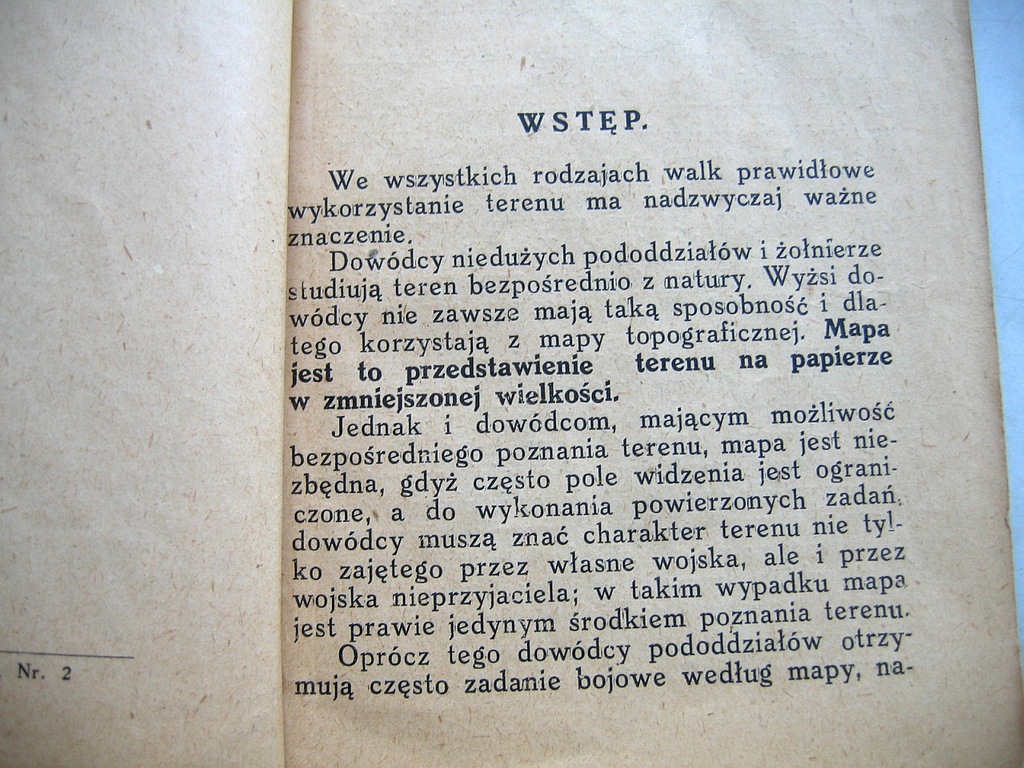 WSTĘP.
We wszystkich rodzajach walk prawidłowe
wykorzystanie terenu ma nadzwyczaj ważne
znaczenie.
Dowódcy niedużych pododdziałów i żołnierze
studiują teren bezpośrednio z natury. Wyżsi do-
wódcy nie zawsze mają taką sposobność i dla-
tego korzystają z mapy topograficznej. Mapa
jest to przedstawienie terenu na papierze
w zmniejszonej wielkości.
Jednak i dowódcom, mającym możliwość
bezpośredniego poznania terenu, mapa jest nie-
zbędna, gdyż często pole widzenia jest ograni-
czone, a do wykonania powierzonych zadań,
dowódcy muszą znać charakter terenu nie tyl-
ko zajętego przez własne wojska, ale i przez
wojska nieprzyjaciela; w takim wypadku mapa
jest prawie jedynym środkiem poznania terenu.
Oprócz tego dowódcy pododdziałów otrzy-
mują często zadanie bojowe według mapy, na-
Nr. 2